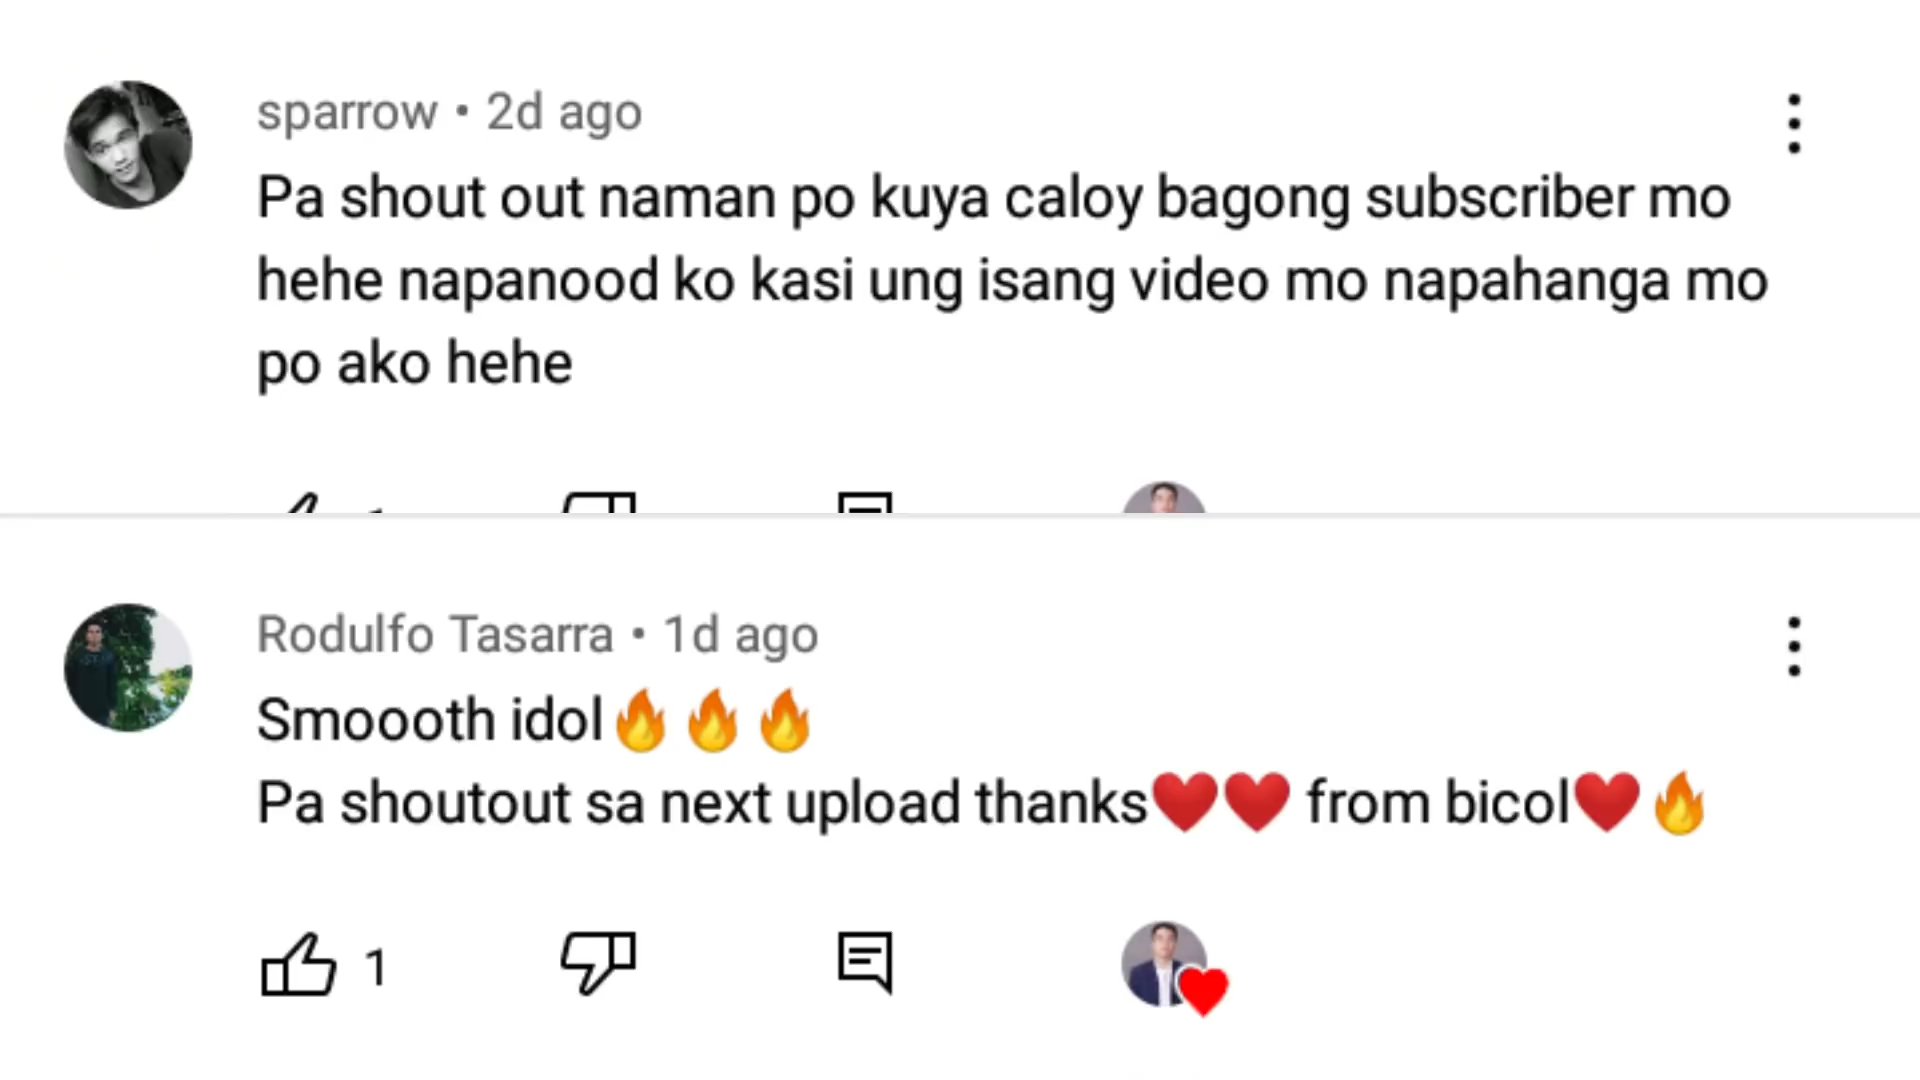 sparrow • 2d ago
Pa shout out naman po kuya caloy bagong subscriber mo
hehe napanood ko kasi ung isang video mo napahanga mo
po ako hehe
Rodulfo Tasarra • 1d ago
Smoooth idol🔥🔥🔥
Pa shoutout sa next upload thanks❤️❤️ from bicol❤️🔥
1